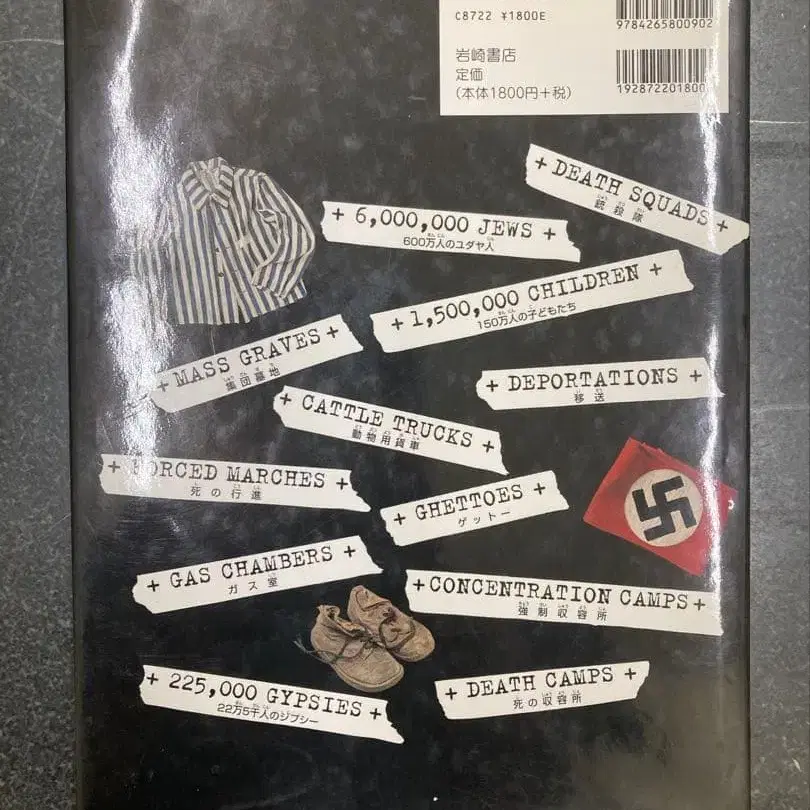 C8722 ¥1800E
9784265800902
岩崎書店
定価
(本体1800円+税)
192872201800
+ DEATH SQUADS +
銃殺隊
+ 6,000,000 JEWS +
600万人のユダヤ人
+ 1,500,000 CHILDREN +
150万人の子どもたち
+ MASS GRAVES +
集団墓地
+ DEPORTATIONS +
移送
+ CATTLE TRUCKS +
動物用貨車
+ FORCED MARCHES +
死の行進
+ GHETTOES +
ゲットー
+ GAS CHAMBERS +
ガス室
+ CONCENTRATION CAMPS +
強制収容所
+ 225,000 GYPSIES +
22万5千人のジプシー
+ DEATH CAMPS +
死の収容所